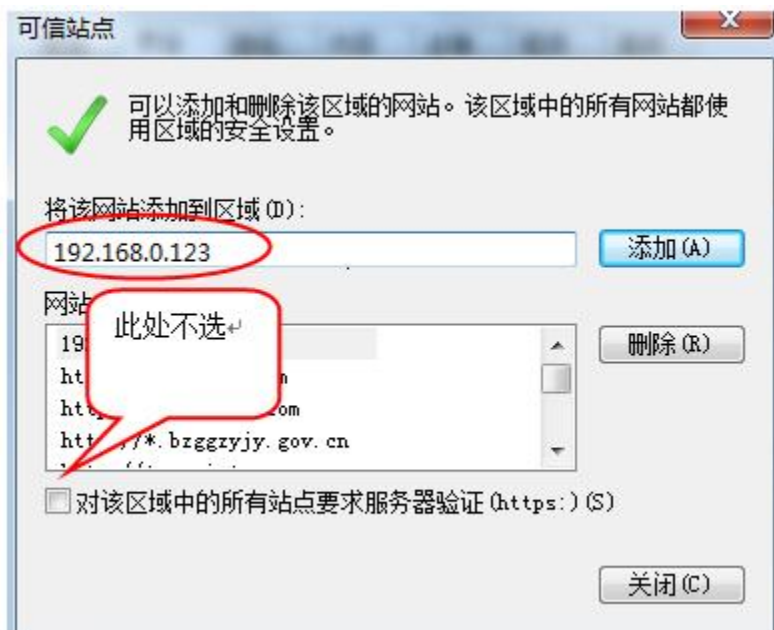 可信站点
可以添加和删除该区域的网站。该区域中的所有网站都使
用区域的安全设置。
将该网站添加到区域(D):
192.168.0.123
添加(A)
网站
此处不选
删除(R)
*.bzggzyjy.gov.cn
对该区域中的所有站点要求服务器验证(https:)(S)
关闭(C)